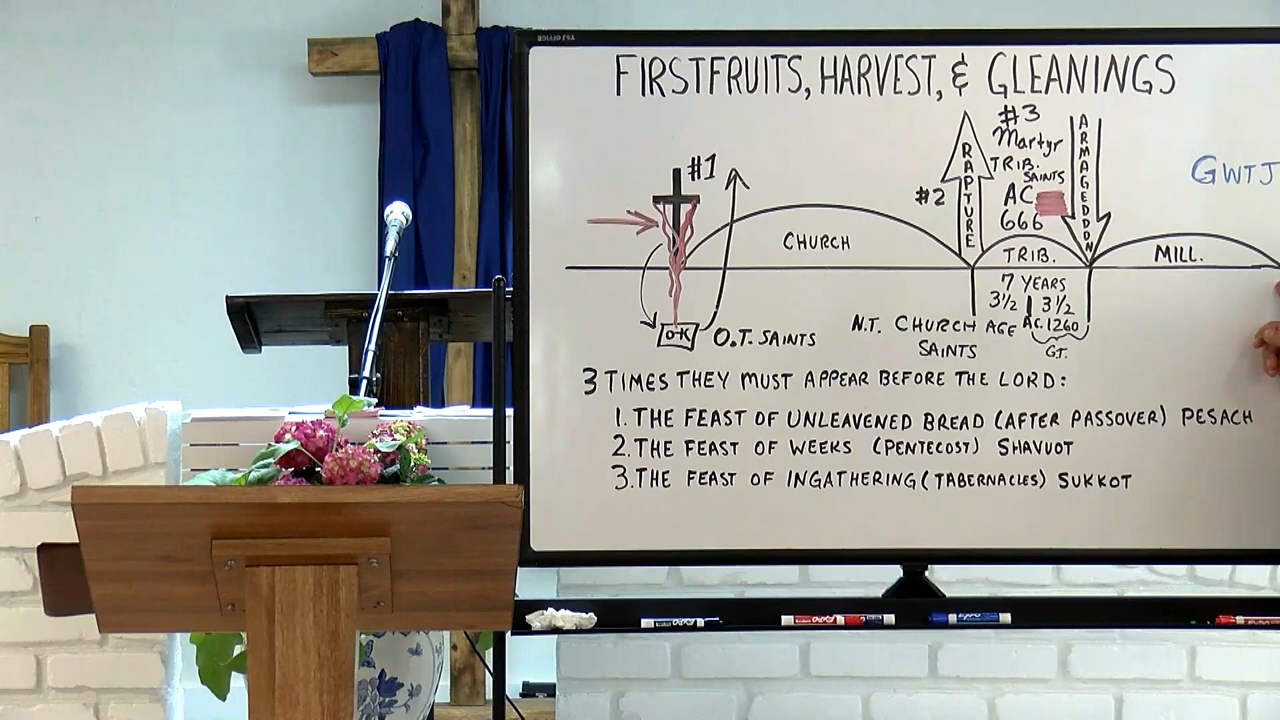 FIRSTFRUITS, HARVEST, & GLEANINGS
#1
#2
RAPTURE
#3
Martyr
TRIB.
SAINTS
AC
666
ARMAGEDDON
GWTJ
CHURCH
TRIB.
MILL.
7 YEARS
3½ 3½
O.T. SAINTS
N.T. CHURCH AGE
SAINTS
1260
G.T.
3 TIMES THEY MUST APPEAR BEFORE THE LORD:
1. THE FEAST OF UNLEAVENED BREAD (AFTER PASSOVER) PESACH
2. THE FEAST OF WEEKS (PENTECOST) SHAVUOT
3. THE FEAST OF INGATHERING (TABERNACLES) SUKKOT
EXPO